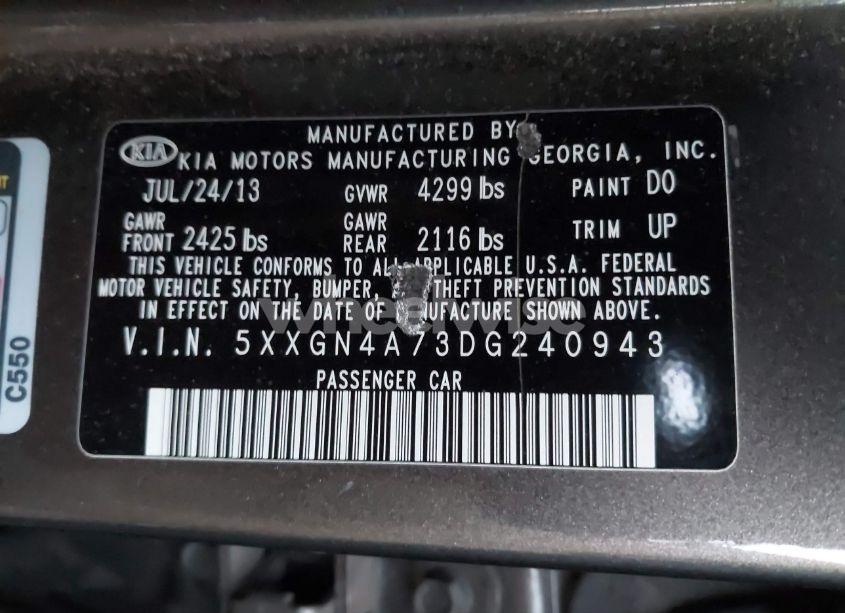 MANUFACTURED BY
KIA KIA MOTORS MANUFACTURING GEORGIA, INC.
JUL/24/13 GVWR 4299 lbs PAINT D0
GAWR FRONT 2425 lbs GAWR REAR 2116 lbs TRIM UP
THIS VEHICLE CONFORMS TO ALL APPLICABLE U.S.A. FEDERAL
MOTOR VEHICLE SAFETY, BUMPER, THEFT PREVENTION STANDARDS
IN EFFECT ON THE DATE OF MANUFACTURE SHOWN ABOVE.
V.I.N. 5XXGN4A73DG240943
PASSENGER CAR
C550
wheelwise